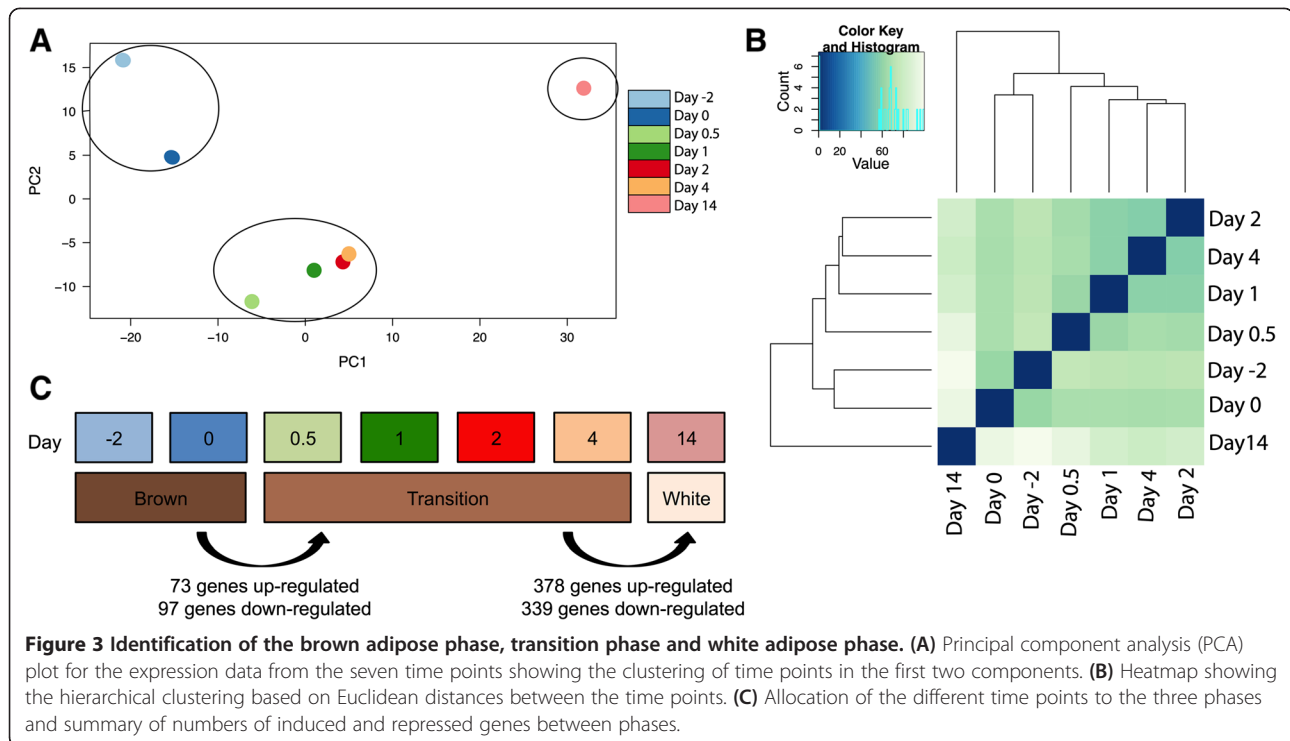 A
15
10
5
0
−5
−10
PC2
−20
−10
0
10
20
30
PC1
Day -2
Day 0
Day 0.5
Day 1
Day 2
Day 4
Day 14
B
Color Key
and Histogram
Count
0 2 4 6
0 20 60
Value
Day 2
Day 4
Day 1
Day 0.5
Day -2
Day 0
Day14
Day 14
Day 0
Day -2
Day 0.5
Day 1
Day 4
Day 2
C
Day -2 0 0.5 1 2 4 14
Brown Transition White
73 genes up-regulated
97 genes down-regulated
378 genes up-regulated
339 genes down-regulated
Figure 3 Identification of the brown adipose phase, transition phase and white adipose phase. (A) Principal component analysis (PCA)
plot for the expression data from the seven time points showing the clustering of time points in the first two components. (B) Heatmap showing
the hierarchical clustering based on Euclidean distances between the time points. (C) Allocation of the different time points to the three phases
and summary of numbers of induced and repressed genes between phases.